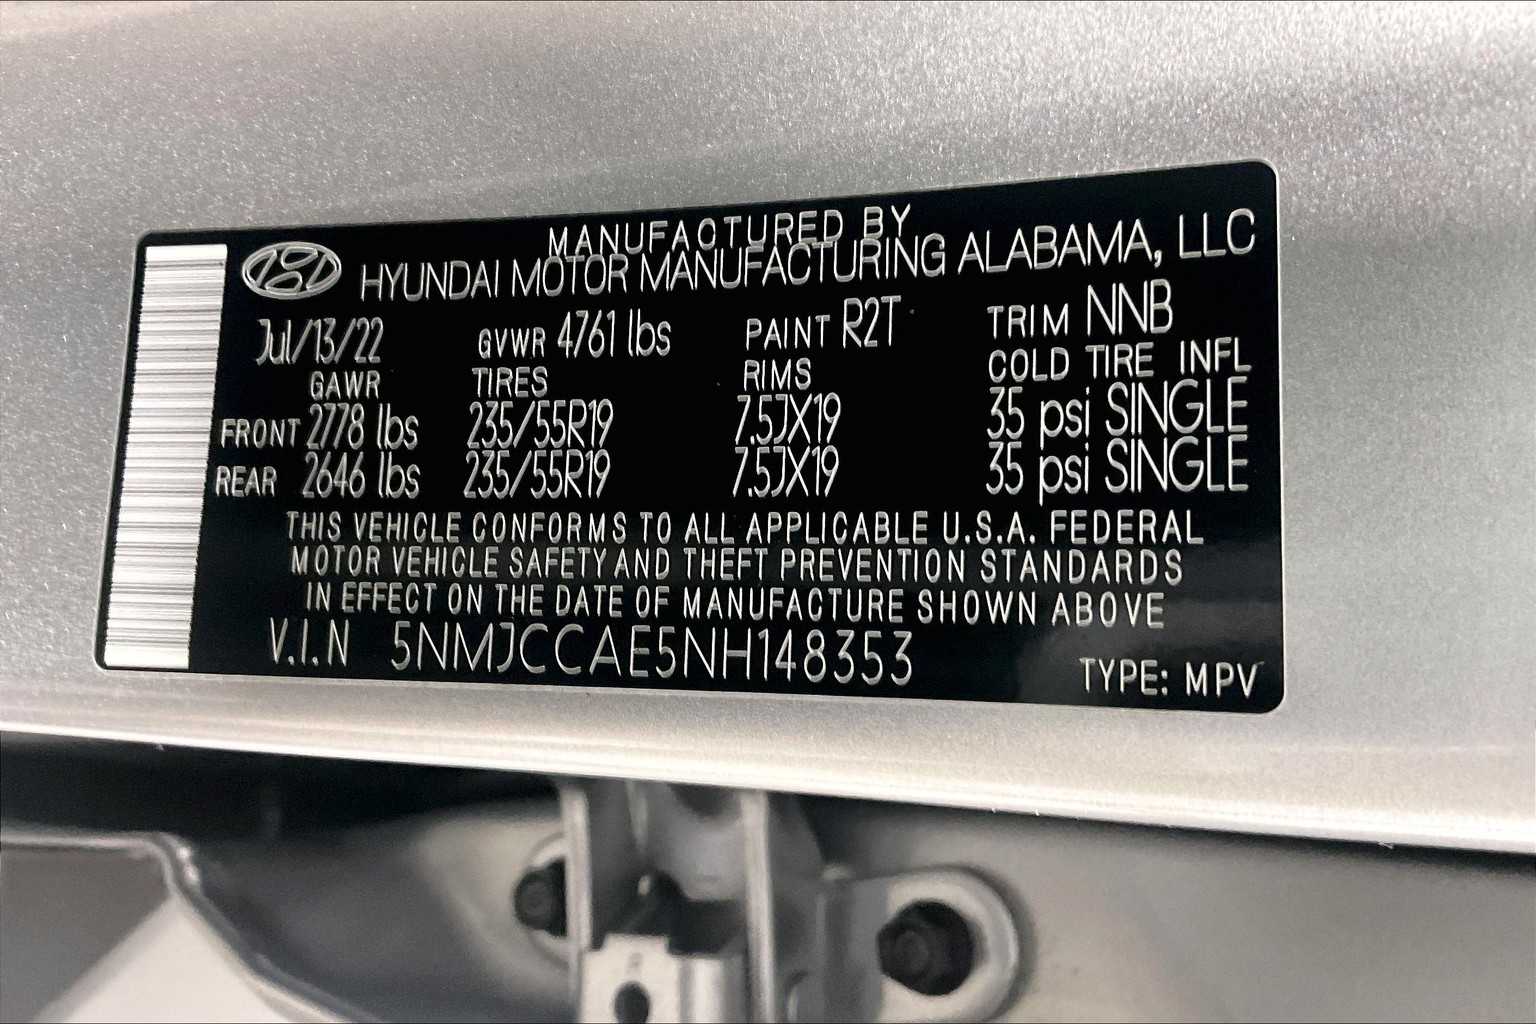 MANUFACTURED BY
HYUNDAI MOTOR MANUFACTURING ALABAMA, LLC
Jul/13/22 GVWR 4761 lbs PAINT R2T TRIM NNB
GAWR TIRES RIMS COLD TIRE INFL
FRONT 2778 lbs 235/55R19 7.5JX19 35 psi SINGLE
REAR 2646 lbs 235/55R19 7.5JX19 35 psi SINGLE
THIS VEHICLE CONFORMS TO ALL APPLICABLE U.S.A. FEDERAL
MOTOR VEHICLE SAFETY AND THEFT PREVENTION STANDARDS
IN EFFECT ON THE DATE OF MANUFACTURE SHOWN ABOVE
V.I.N 5NMJCCAE5NH148353 TYPE: MPV